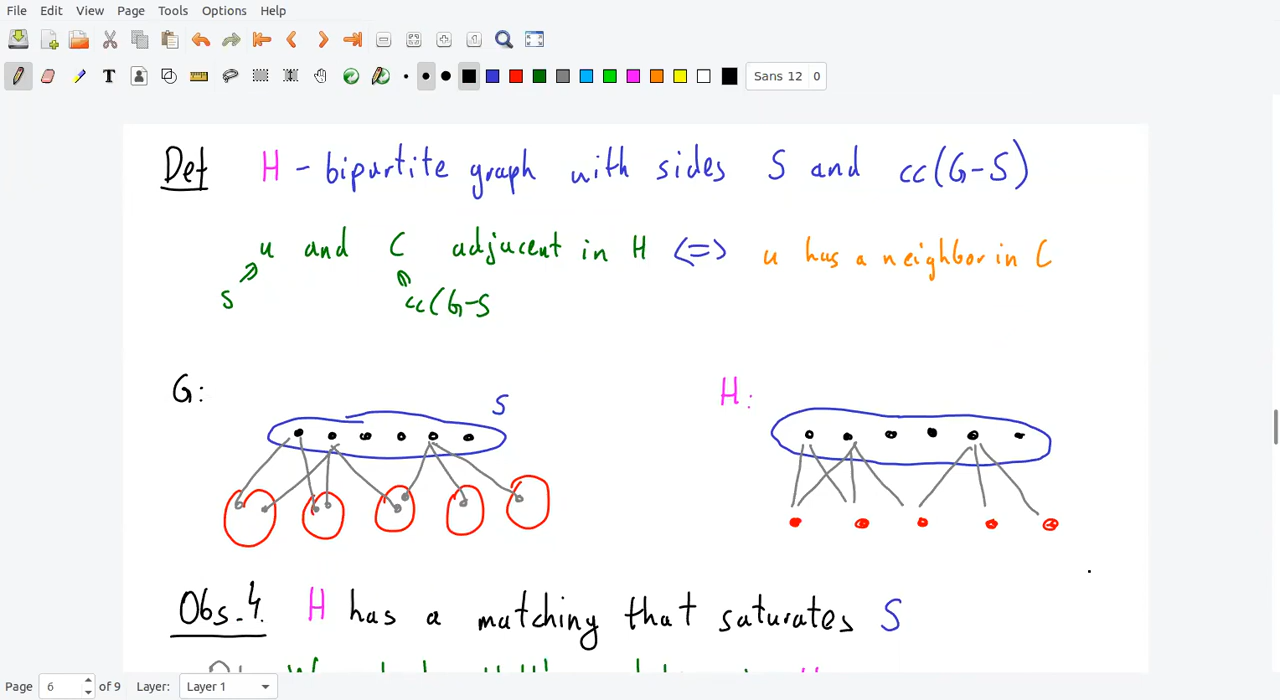 File Edit View Page Tools Options Help
Sans 12 0
Def H - bipartite graph with sides S and cc(G-S)
u and C adjacent in H <=> u has a neighbor in C
S cc(G-S
G: S H:
Obs. 4. H has a matching that saturates S
Page 6 of 9 Layer: Layer 1